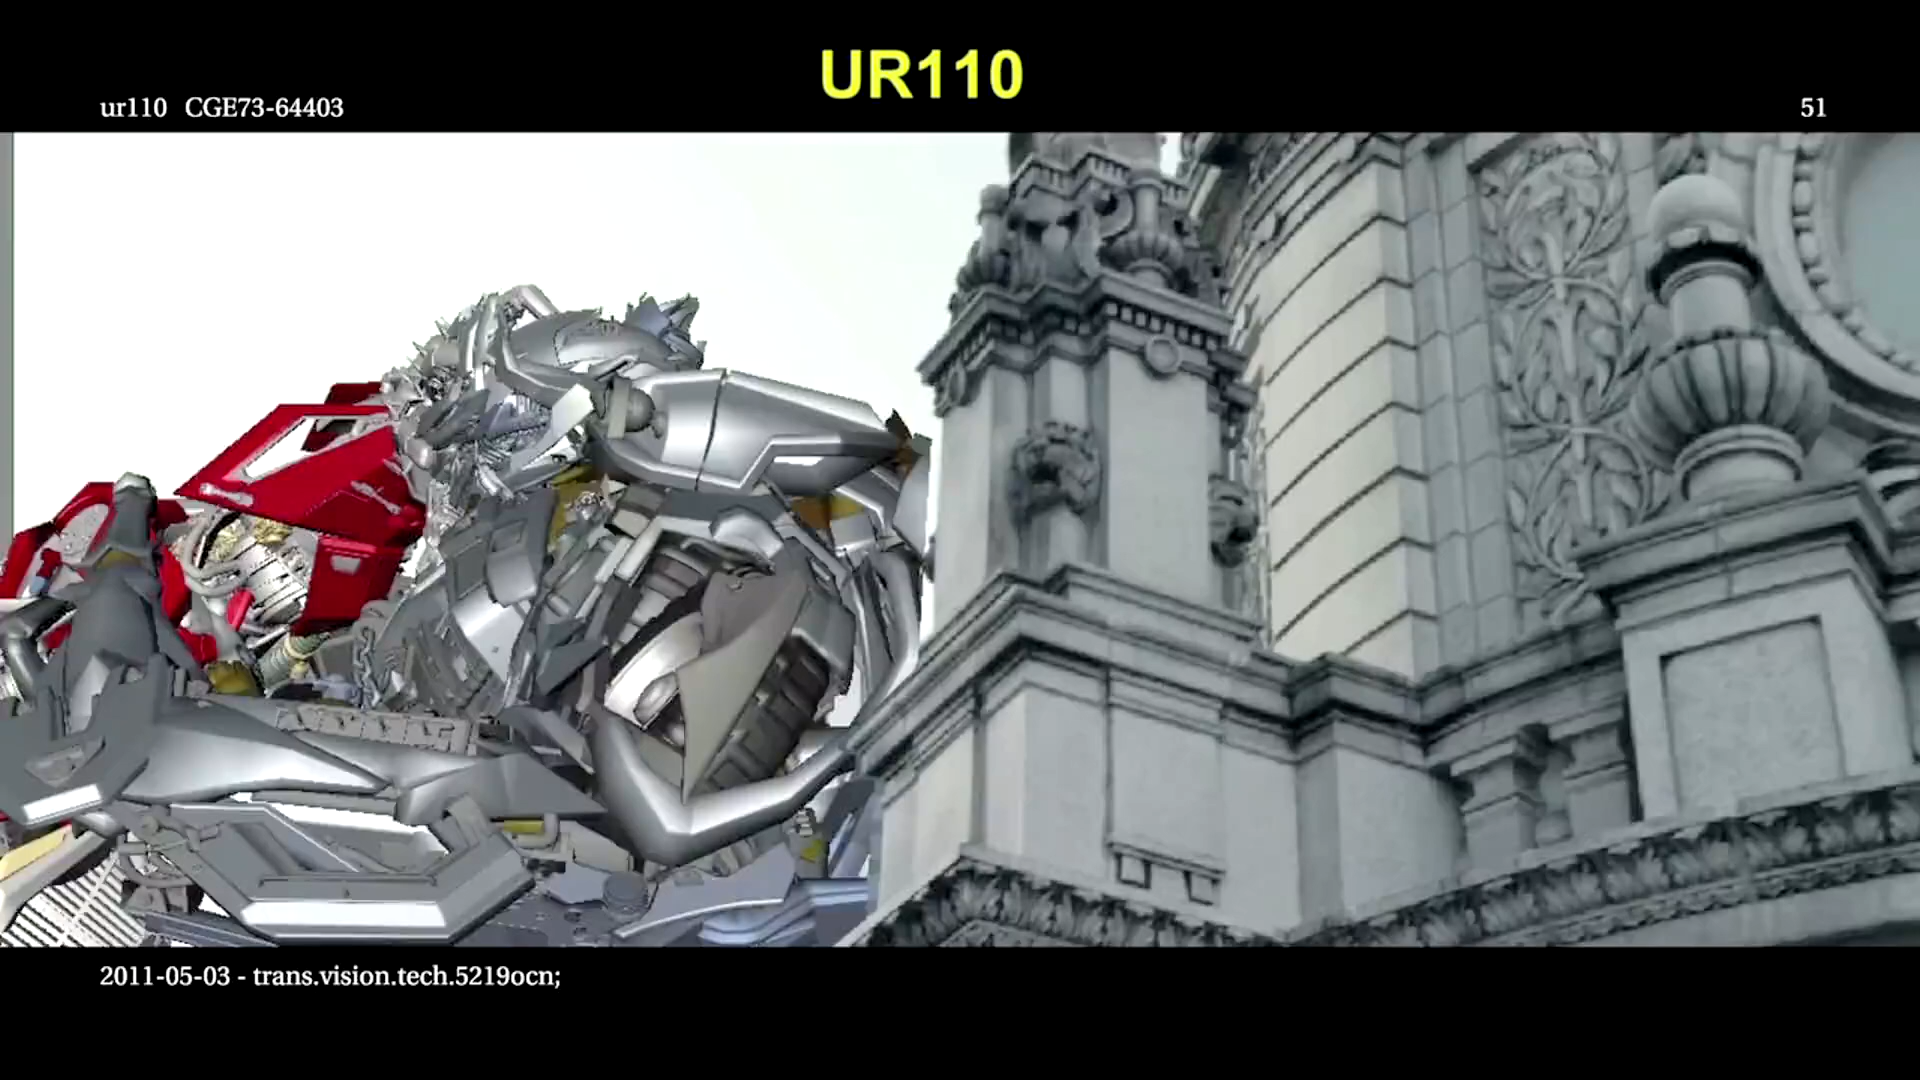 UR110
ur110 CGE73-64403
51
2011-05-03 - trans.vision.tech.5219ocn;